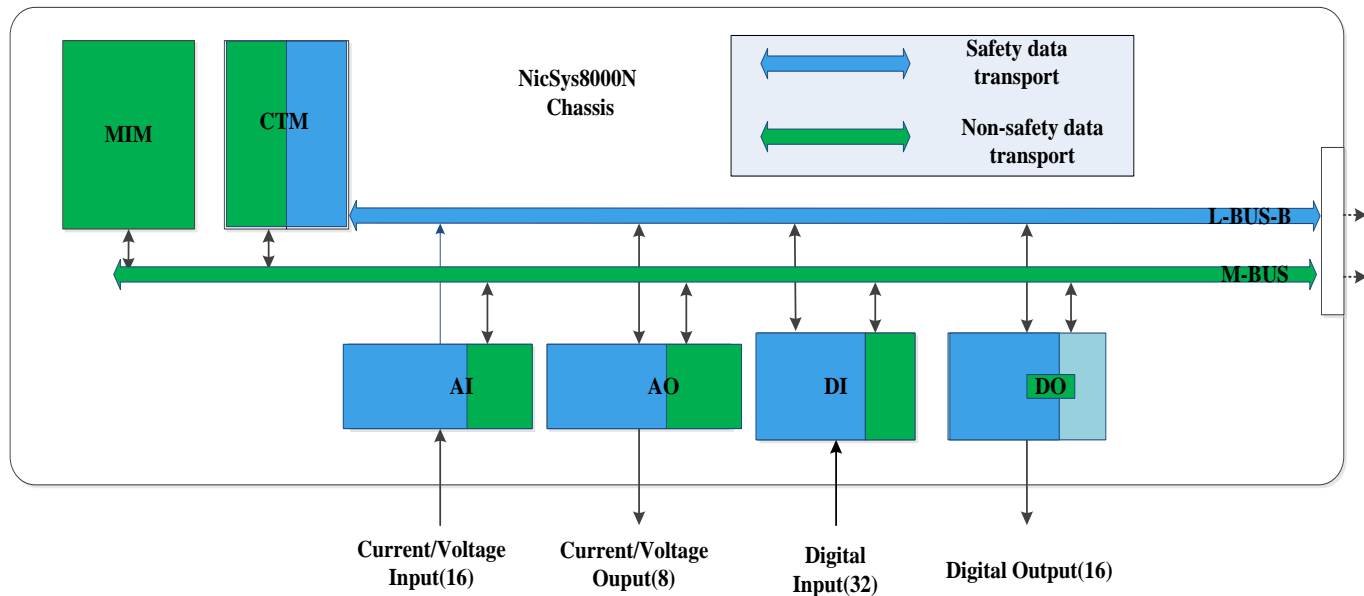 MIM
CTM
NicSys8000N
Chassis
Safety data
transport
Non-safety data
transport
L-BUS-B
M-BUS
AI
AO
DI
DO
Current/Voltage
Input(16)
Current/Voltage
Ouput(8)
Digital
Input(32)
Digital Output(16)